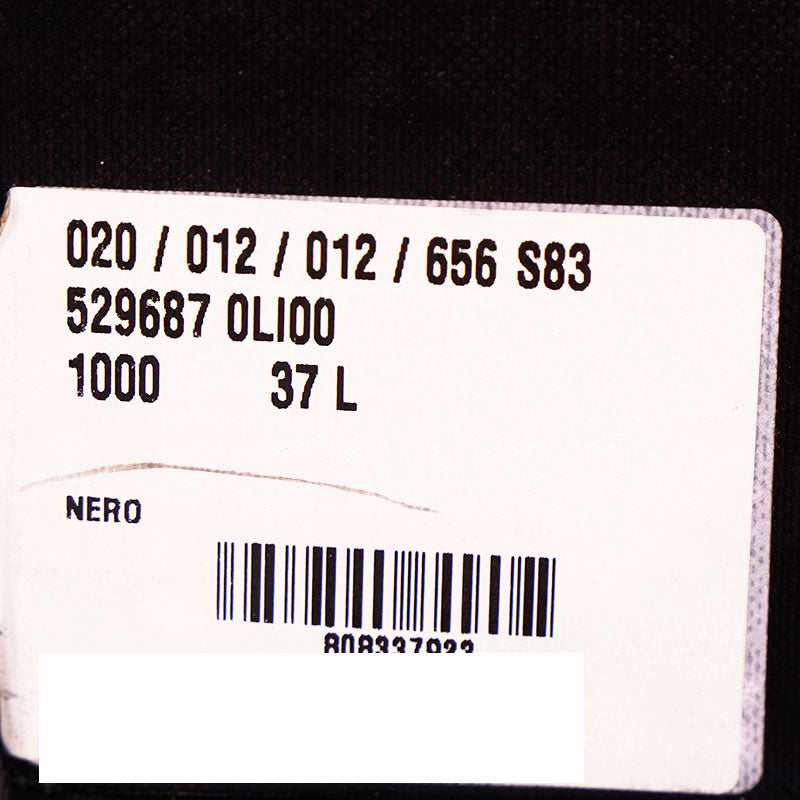 020 / 012 / 012 / 656 S83
529687 0LI00
1000 37 L
NERO